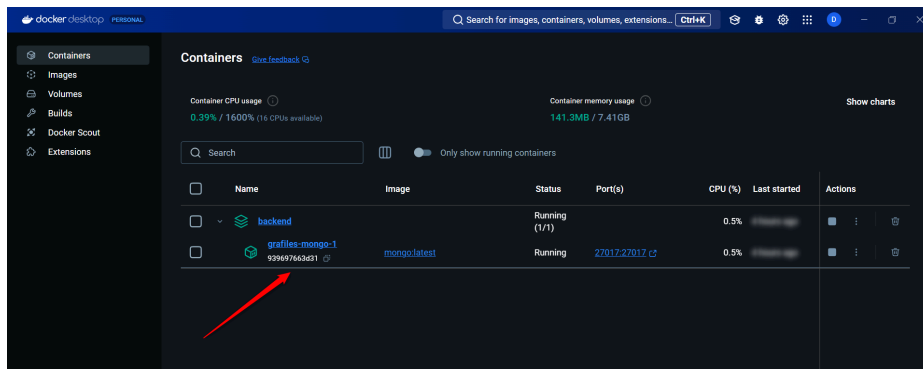 docker desktop PERSONAL
Search for images, containers, volumes, extensions... Ctrl+K
D
Containers
Images
Volumes
Builds
Docker Scout
Extensions
Containers Give feedback
Container CPU usage
0.39% / 1600% (16 CPUs available)
Container memory usage
141.3MB / 7.41GB
Show charts
Search
Only show running containers
Name Image Status Port(s) CPU (%) Last started Actions
backend Running (1/1) 0.5%
grafiles-mongo-1 mongo:latest Running 27017:27017 0.5%
939697663d31